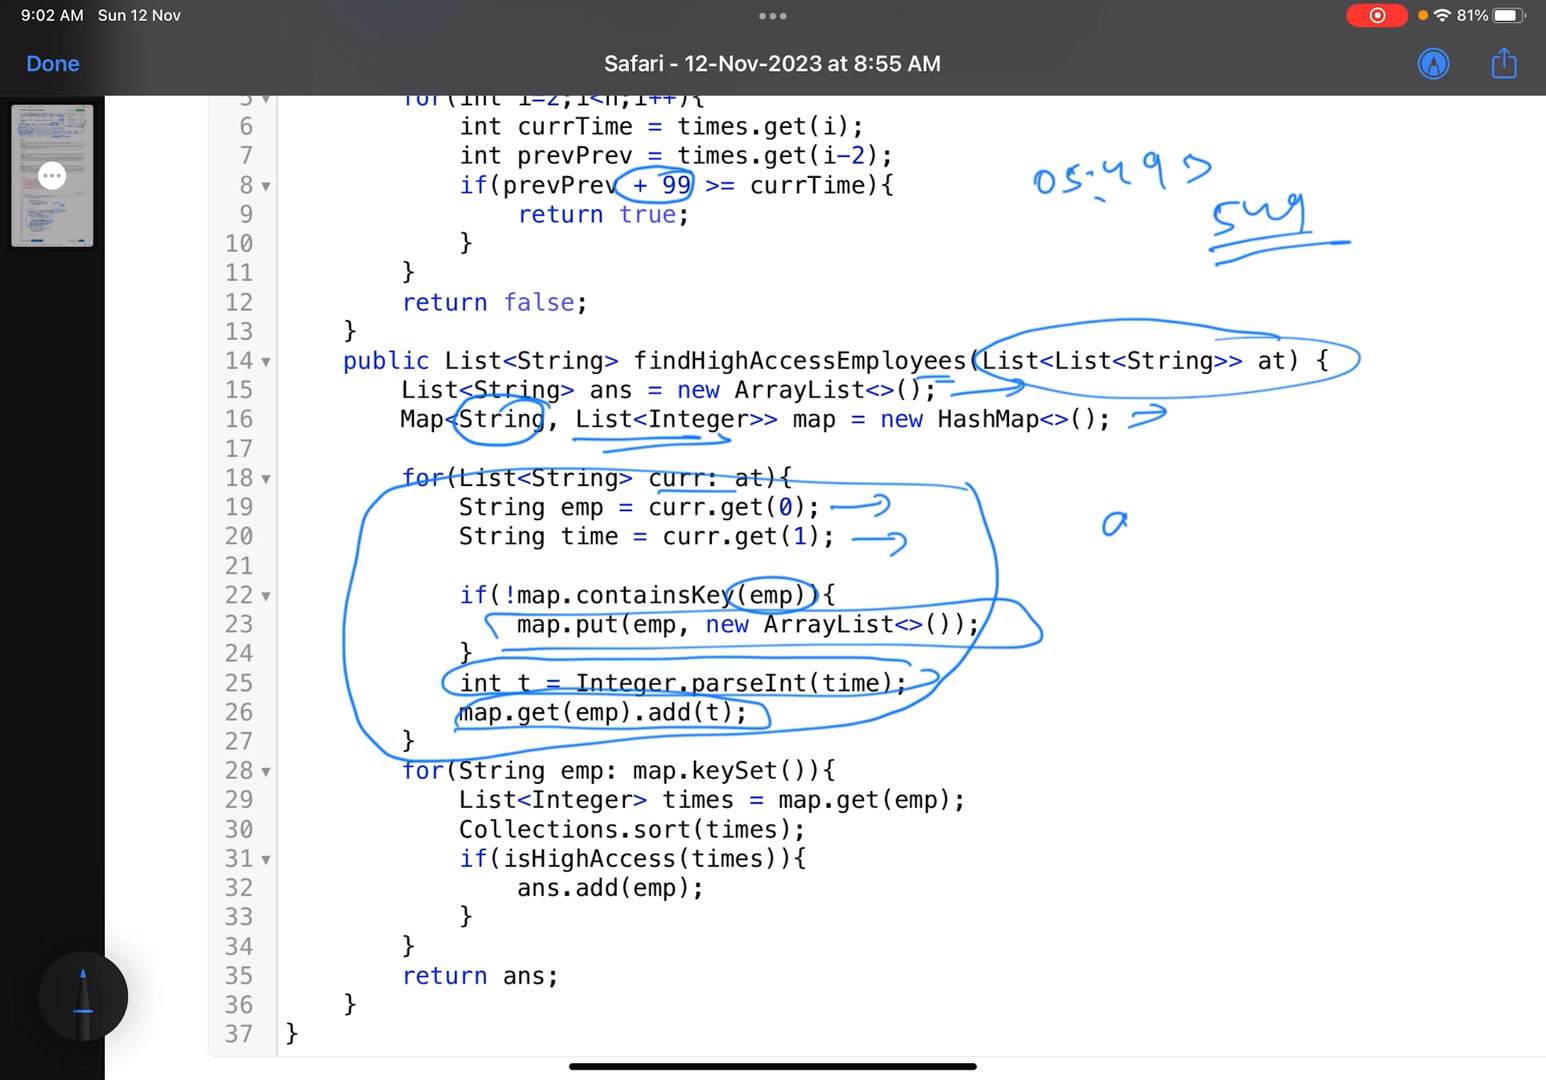 9:02 AM Sun 12 Nov
81%
Done
Safari - 12-Nov-2023 at 8:55 AM
5 for(int i=2;i<n;i++){
6 int currTime = times.get(i);
7 int prevPrev = times.get(i-2);
8 if(prevPrev + 99 >= currTime){
9 return true;
10 }
11 }
12 return false;
13 }
14 public List<String> findHighAccessEmployees(List<List<String>> at) {
15 List<String> ans = new ArrayList<>();
16 Map<String, List<Integer>> map = new HashMap<>();
17
18 for(List<String> curr: at){
19 String emp = curr.get(0);
20 String time = curr.get(1);
21
22 if(!map.containsKey(emp)){
23 map.put(emp, new ArrayList<>());
24 }
25 int t = Integer.parseInt(time);
26 map.get(emp).add(t);
27 }
28 for(String emp: map.keySet()){
29 List<Integer> times = map.get(emp);
30 Collections.sort(times);
31 if(isHighAccess(times)){
32 ans.add(emp);
33 }
34 }
35 return ans;
36 }
37 }
549
a